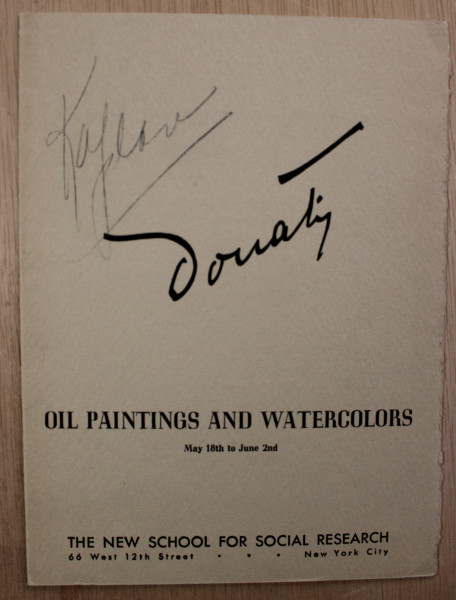 Kaplan
Donati
OIL PAINTINGS AND WATERCOLORS
May 18th to June 2nd
THE NEW SCHOOL FOR SOCIAL RESEARCH
66 West 12th Street · · · New York City